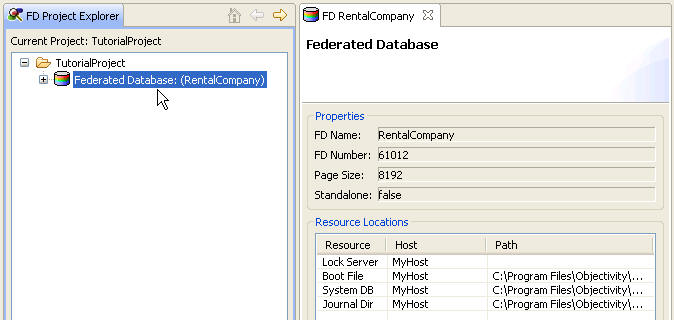 FD Project Explorer
Current Project: TutorialProject
TutorialProject
Federated Database: (RentalCompany)
FD RentalCompany
Federated Database
Properties
FD Name: RentalCompany
FD Number: 61012
Page Size: 8192
Standalone: false
Resource Locations
Resource Host Path
Lock Server MyHost
Boot File MyHost C:\Program Files\Objectivity\...
System DB MyHost C:\Program Files\Objectivity\...
Journal Dir MyHost C:\Program Files\Objectivity\...